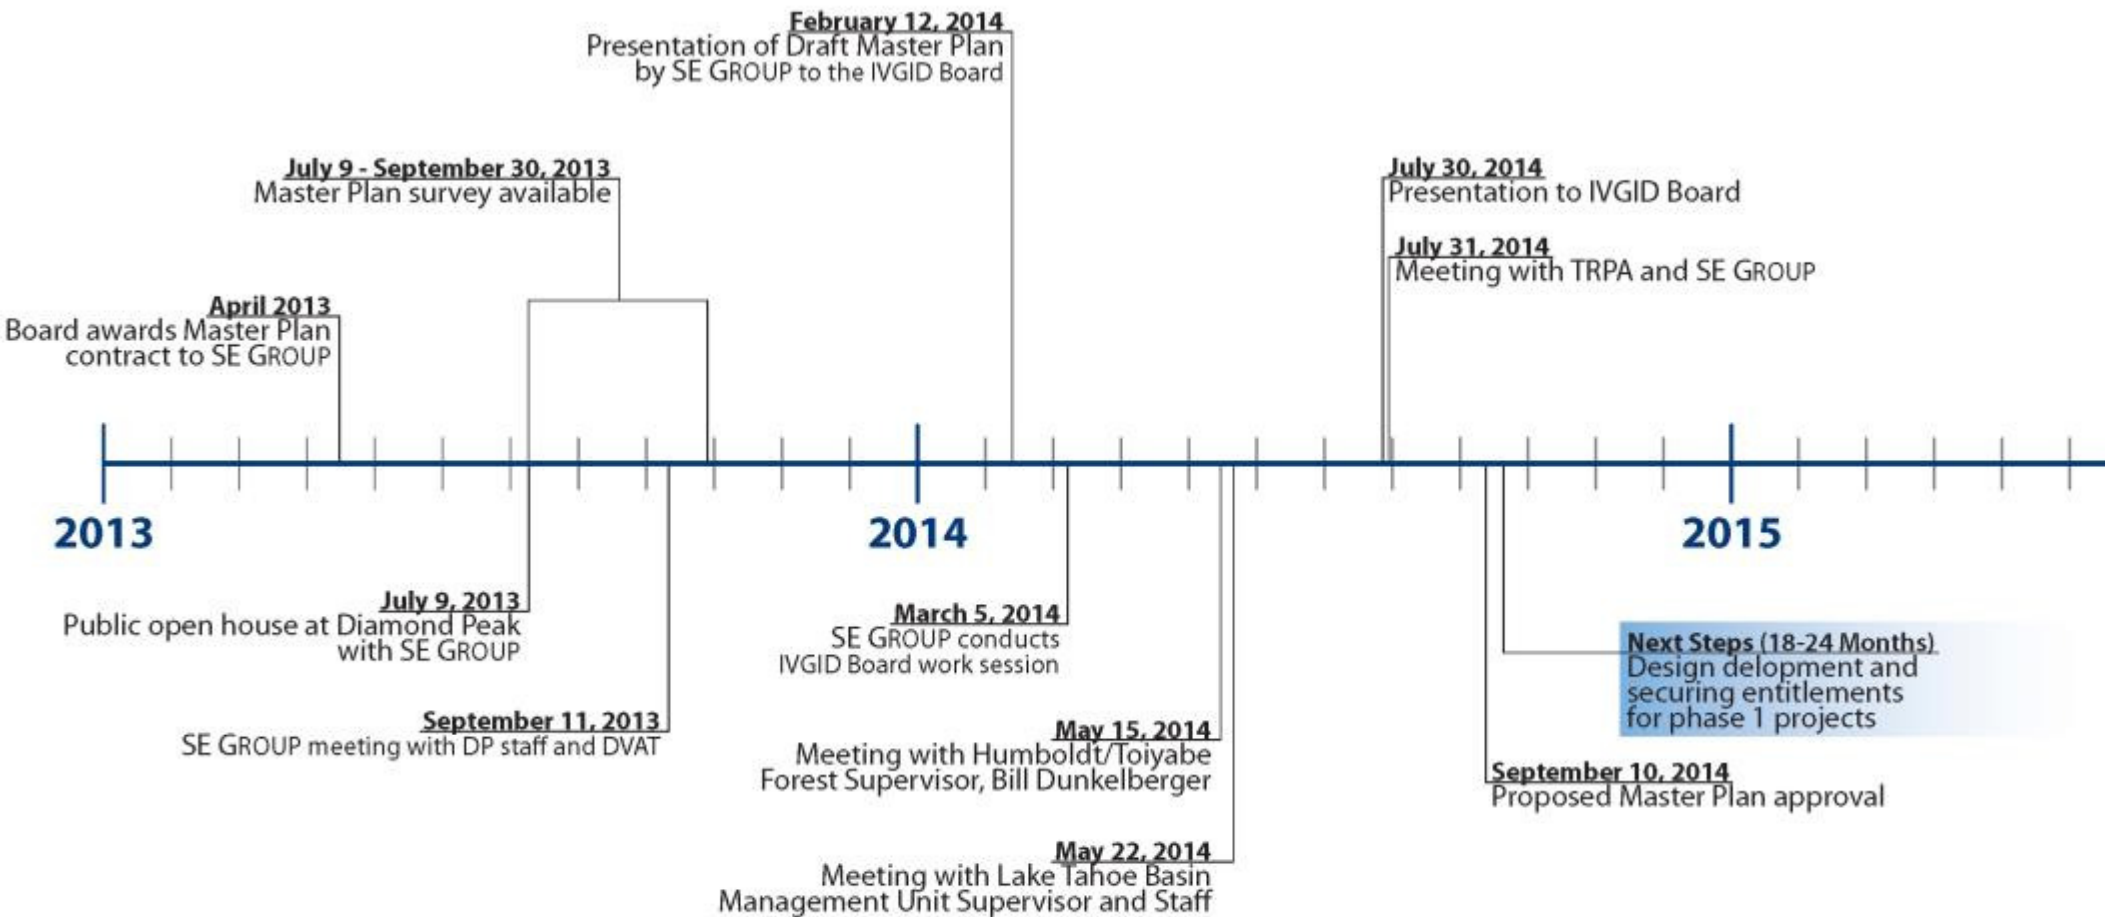 February 12, 2014
Presentation of Draft Master Plan
by SE GROUP to the IVGID Board
July 9 - September 30, 2013
Master Plan survey available
July 30, 2014
Presentation to IVGID Board
July 31, 2014
Meeting with TRPA and SE GROUP
April 2013
Board awards Master Plan
contract to SE GROUP
2013
2014
2015
July 9, 2013
Public open house at Diamond Peak
with SE GROUP
March 5, 2014
SE GROUP conducts
IVGID Board work session
Next Steps (18-24 Months)
Design delopment and
securing entitlements
for phase 1 projects
September 11, 2013
SE GROUP meeting with DP staff and DVAT
May 15, 2014
Meeting with Humboldt/Toiyabe
Forest Supervisor, Bill Dunkelberger
September 10, 2014
Proposed Master Plan approval
May 22, 2014
Meeting with Lake Tahoe Basin
Management Unit Supervisor and Staff